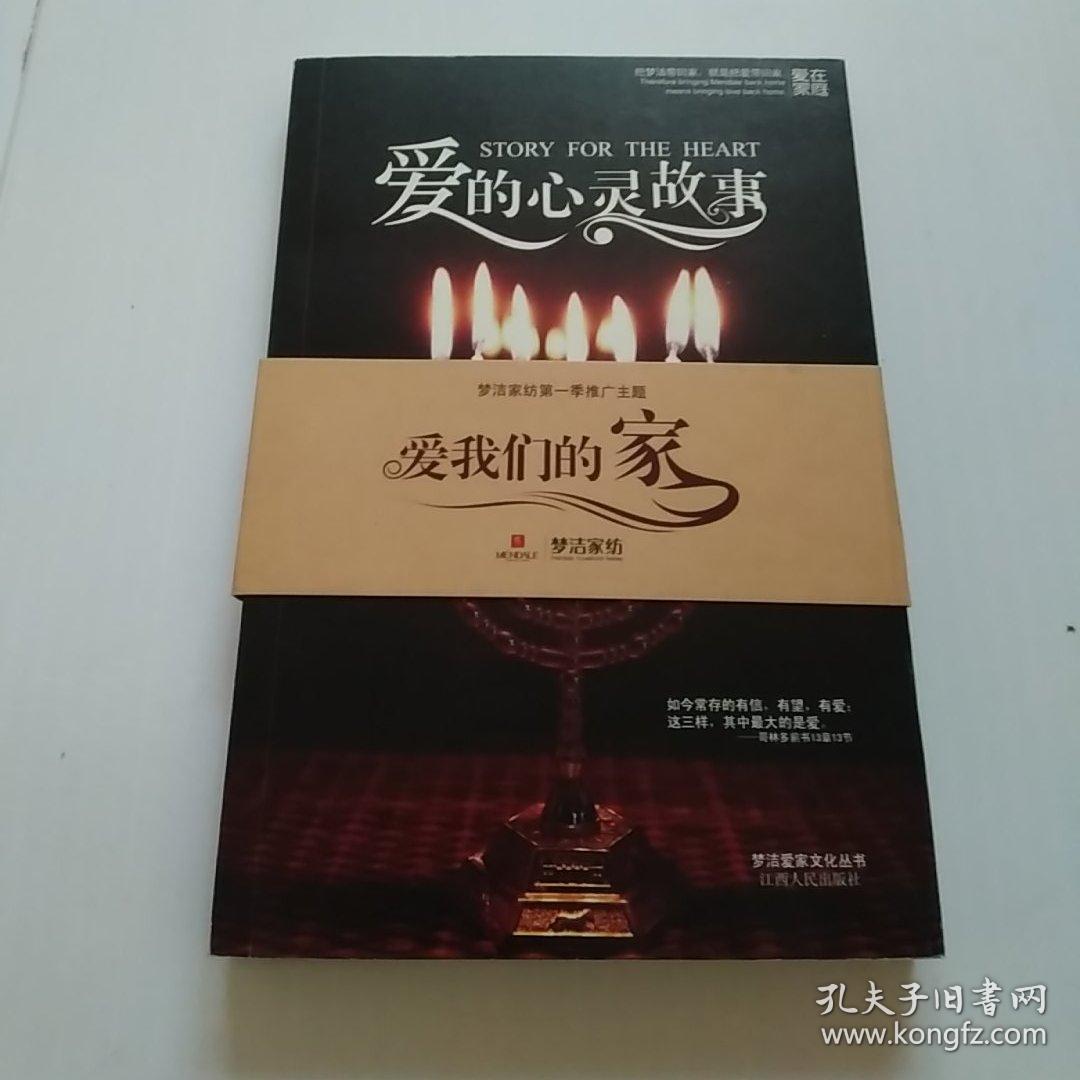 把梦洁带回家，就是把爱带回家
Therefore bringing Mendale back home
means bringing love back home
爱在
家庭
STORY FOR THE HEART
爱的心灵故事
梦洁家纺第一季推广主题
爱我们的家
MENDALE
梦洁家纺
如今常存的有信，有望，有爱；
这三样，其中最大的是爱。
——哥林多前书13章13节
梦洁爱家文化丛书
江西人民出版社
孔夫子旧书网
www.kongfz.com